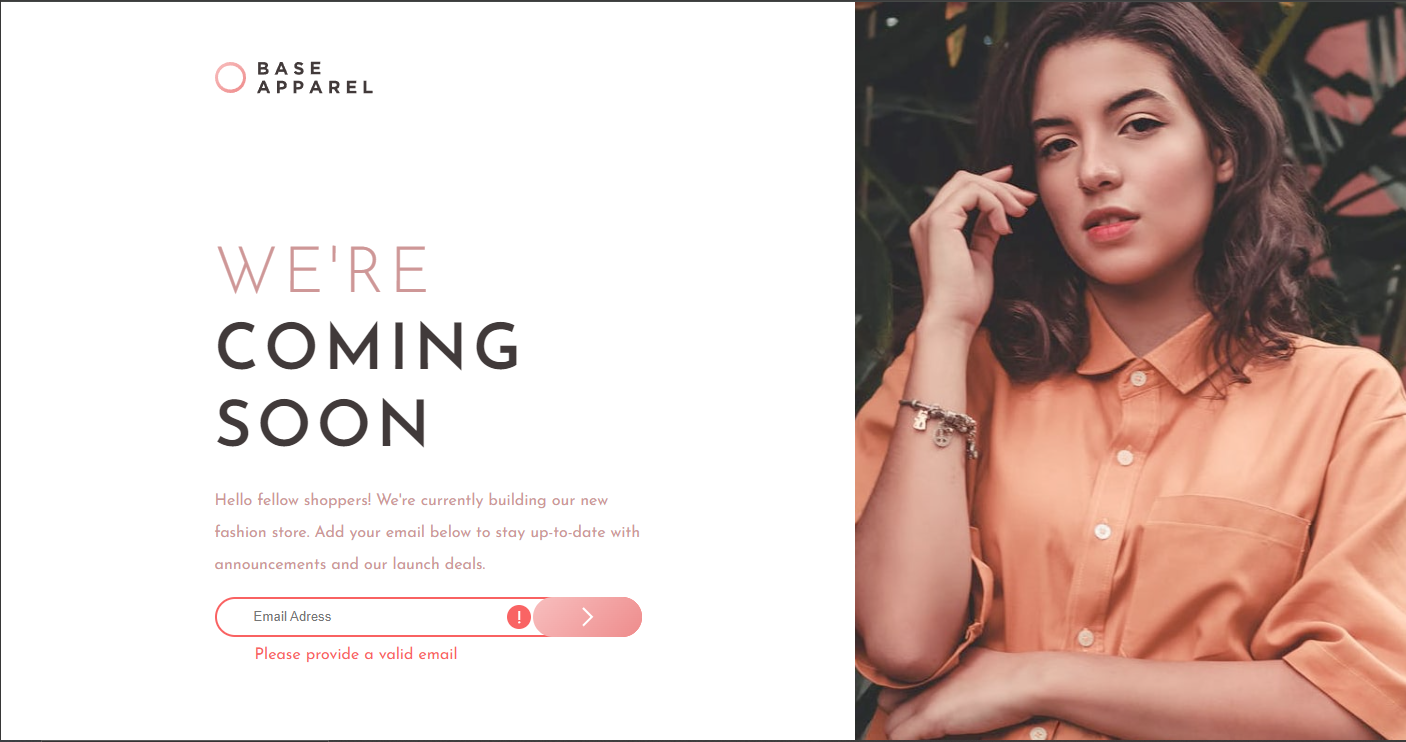 BASE
APPAREL
WE'RE
COMING
SOON
Hello fellow shoppers! We're currently building our new
fashion store. Add your email below to stay up-to-date with
announcements and our launch deals.
Email Adress
!
Please provide a valid email